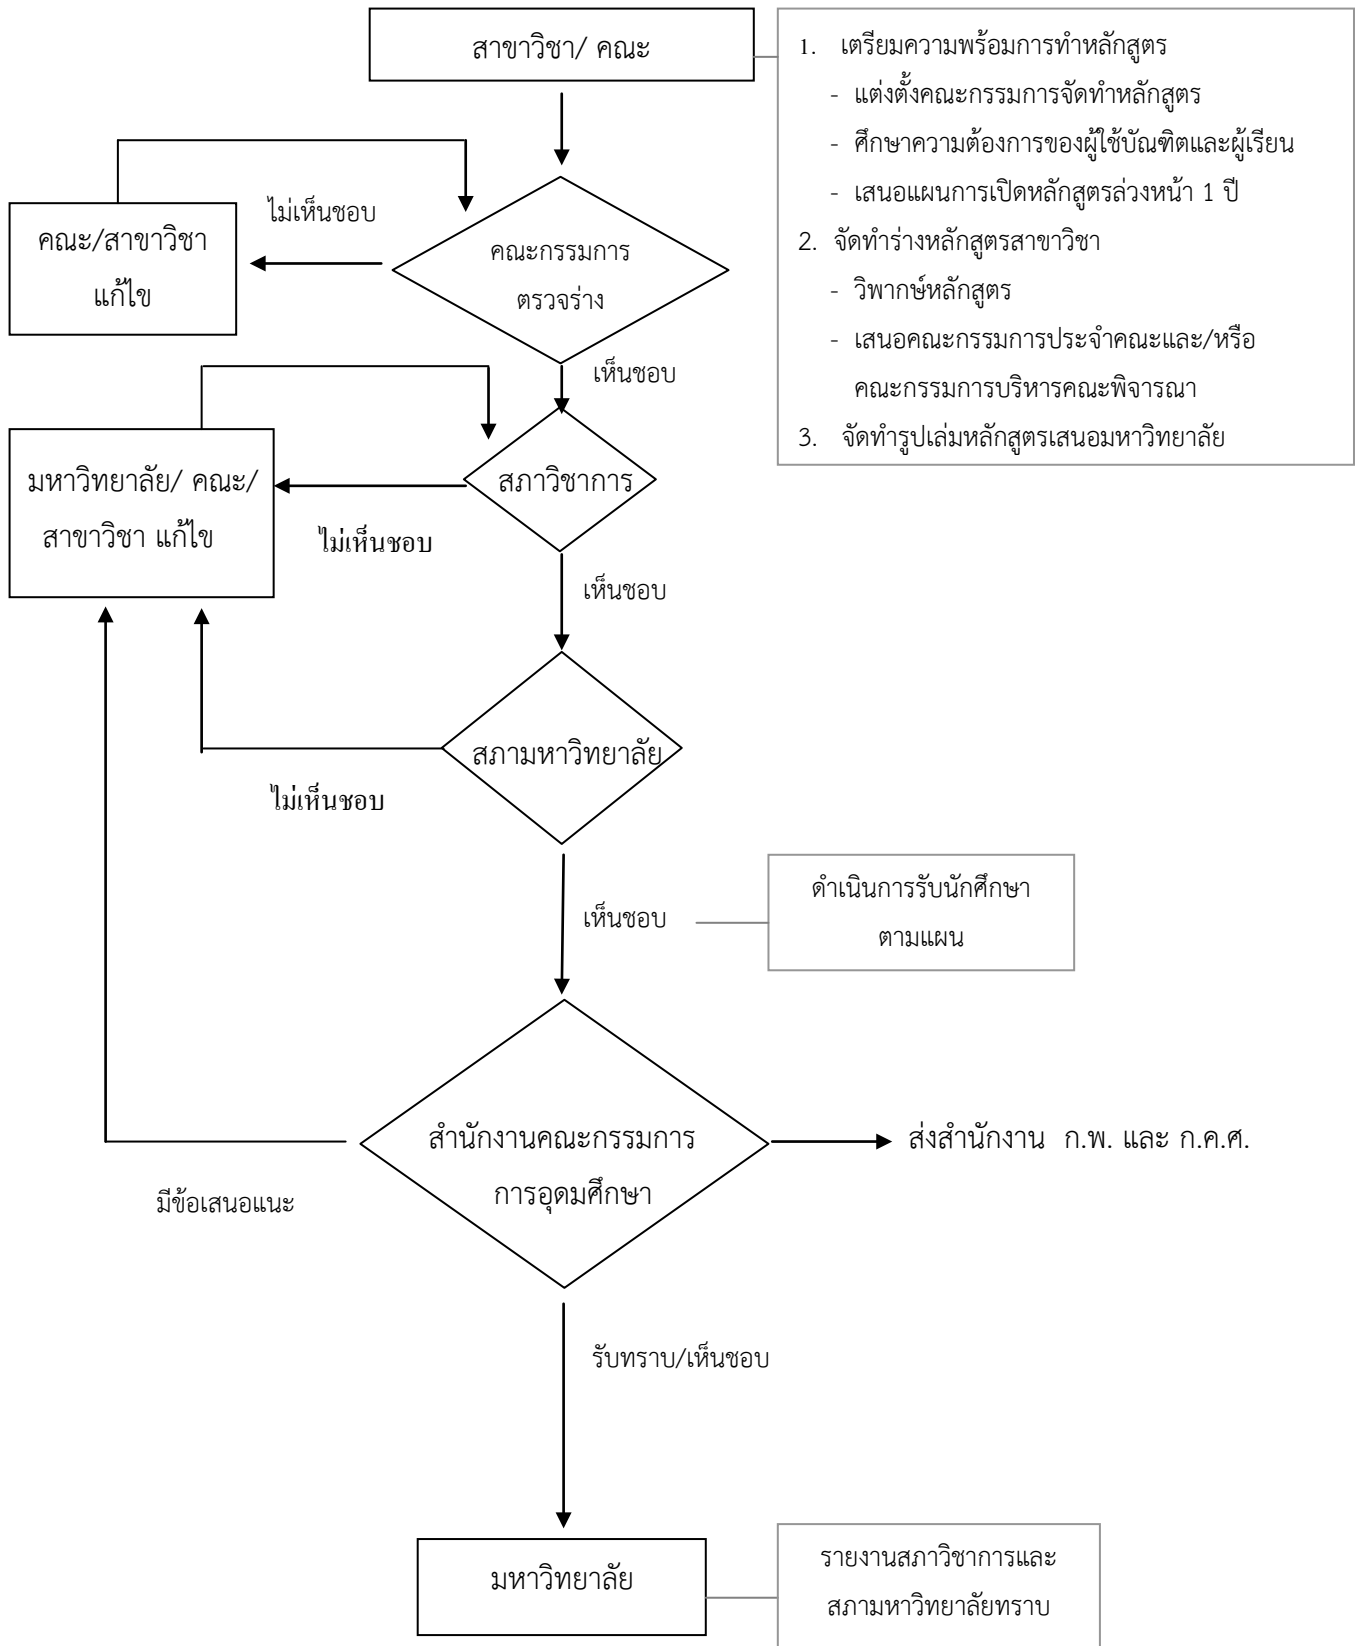 สาขาวิชา/ คณะ
1. เตรียมความพร้อมการทำหลักสูตร
- แต่งตั้งคณะกรรมการจัดทำหลักสูตร
- ศึกษาความต้องการของผู้ใช้บัณฑิตและผู้เรียน
- เสนอแผนการเปิดหลักสูตรล่วงหน้า 1 ปี
2. จัดทำร่างหลักสูตรสาขาวิชา
- วิพากษ์หลักสูตร
- เสนอคณะกรรมการประจำคณะและ/หรือ
คณะกรรมการบริหารคณะพิจารณา
3. จัดทำรูปเล่มหลักสูตรเสนอมหาวิทยาลัย
ไม่เห็นชอบ
คณะ/สาขาวิชา
แก้ไข
คณะกรรมการ
ตรวจร่าง
เห็นชอบ
มหาวิทยาลัย/ คณะ/
สาขาวิชา แก้ไข
สภาวิชาการ
ไม่เห็นชอบ
เห็นชอบ
สภามหาวิทยาลัย
ไม่เห็นชอบ
เห็นชอบ
ดำเนินการรับนักศึกษา
ตามแผน
สำนักงานคณะกรรมการ
การอุดมศึกษา
ส่งสำนักงาน ก.พ. และ ก.ค.ศ.
มีข้อเสนอแนะ
รับทราบ/เห็นชอบ
มหาวิทยาลัย
รายงานสภาวิชาการและ
สภามหาวิทยาลัยทราบ